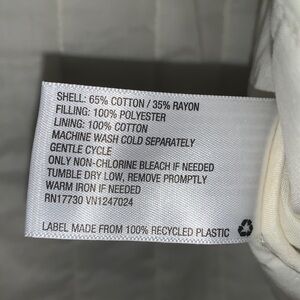 SHELL: 65% COTTON / 35% RAYON
FILLING: 100% POLYESTER
LINING: 100% COTTON
MACHINE WASH COLD SEPARATELY
GENTLE CYCLE
ONLY NON-CHLORINE BLEACH IF NEEDED
TUMBLE DRY LOW, REMOVE PROMPTLY
WARM IRON IF NEEDED
RN17730 VN1247024
LABEL MADE FROM 100% RECYCLED PLASTIC